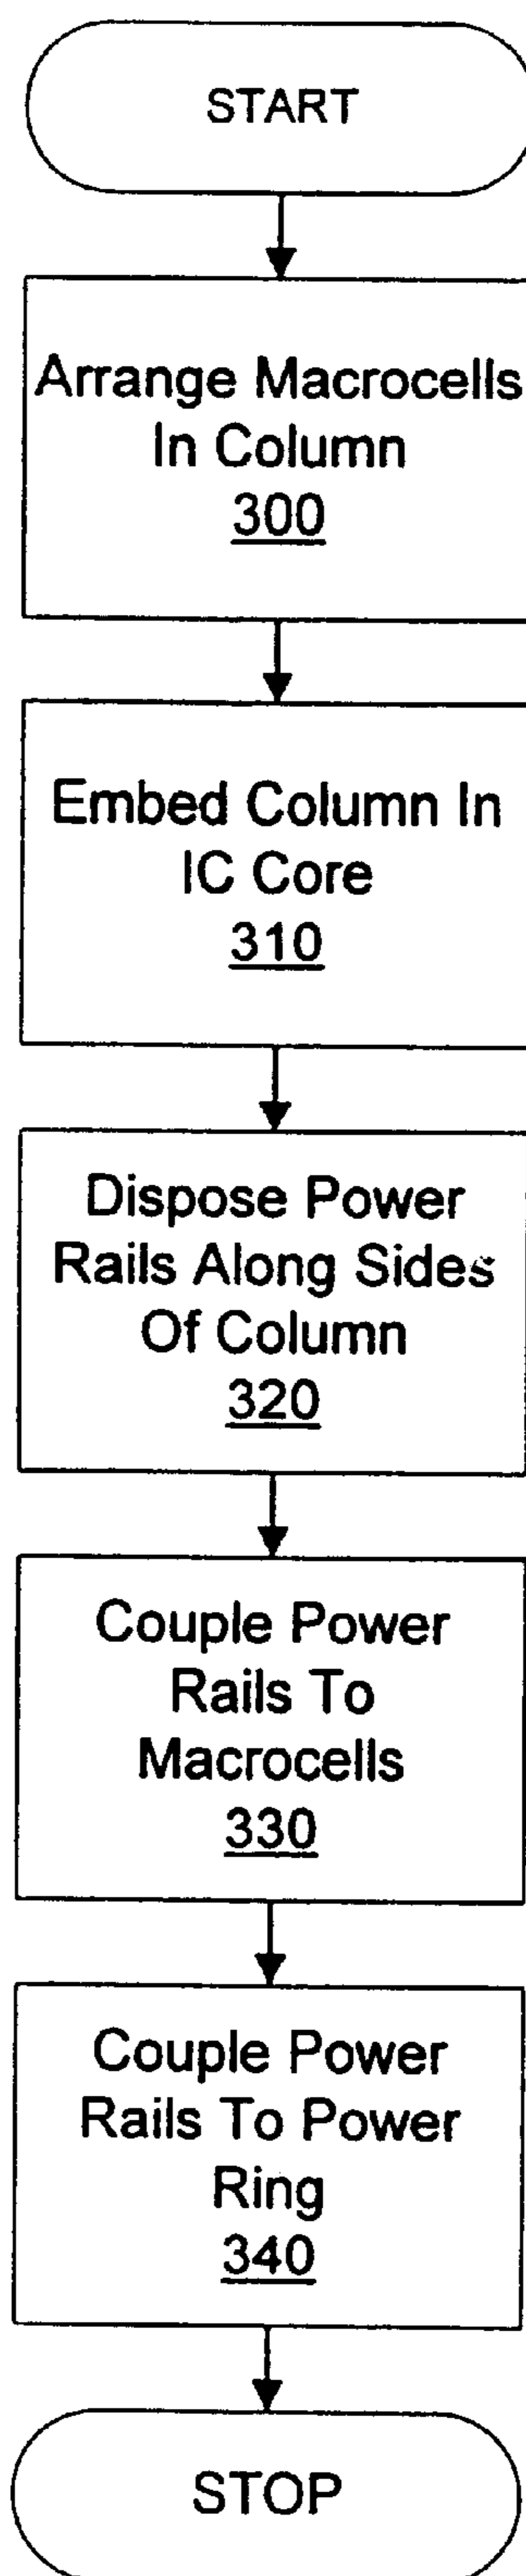 START
Arrange Macrocells
In Column
300
Embed Column In
IC Core
310
Dispose Power
Rails Along Sides
Of Column
320
Couple Power
Rails To
Macrocells
330
Couple Power
Rails To Power
Ring
340
STOP